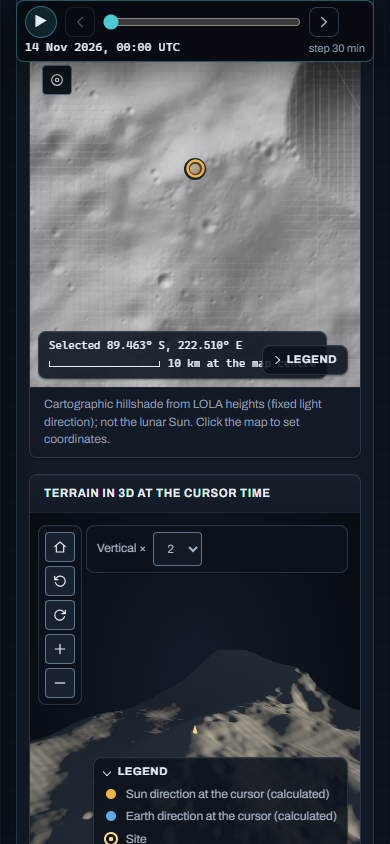 14 Nov 2026, 00:00 UTC
step 30 min
Selected 89.463° S, 222.510° E
10 km at the map centre
LEGEND
Cartographic hillshade from LOLA heights (fixed light
direction); not the lunar Sun. Click the map to set
coordinates.
TERRAIN IN 3D AT THE CURSOR TIME
Vertical ×
2
LEGEND
Sun direction at the cursor (calculated)
Earth direction at the cursor (calculated)
Site